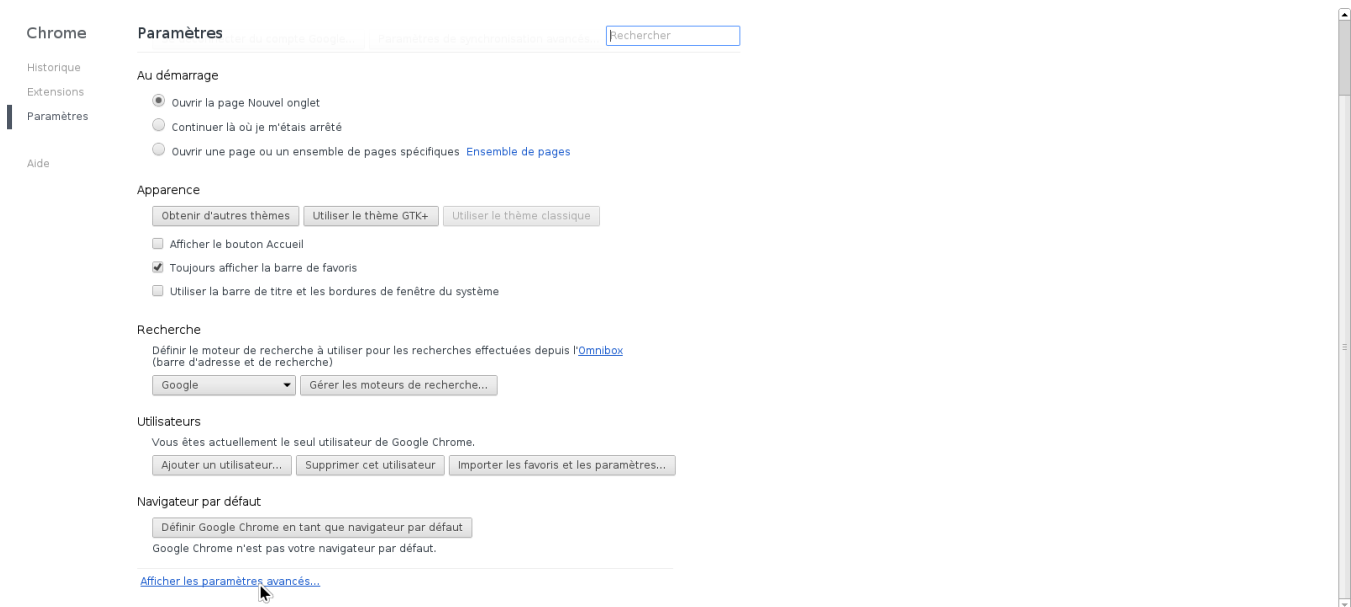 Chrome
Historique
Extensions
Paramètres
Aide
Paramètres
Rechercher
Au démarrage
Ouvrir la page Nouvel onglet
Continuer là où je m'étais arrêté
Ouvrir une page ou un ensemble de pages spécifiques Ensemble de pages
Apparence
Obtenir d'autres thèmes Utiliser le thème GTK+ Utiliser le thème classique
Afficher le bouton Accueil
Toujours afficher la barre de favoris
Utiliser la barre de titre et les bordures de fenêtre du système
Recherche
Définir le moteur de recherche à utiliser pour les recherches effectuées depuis l'Omnibox
(barre d'adresse et de recherche)
Google Gérer les moteurs de recherche...
Utilisateurs
Vous êtes actuellement le seul utilisateur de Google Chrome.
Ajouter un utilisateur... Supprimer cet utilisateur Importer les favoris et les paramètres...
Navigateur par défaut
Définir Google Chrome en tant que navigateur par défaut
Google Chrome n'est pas votre navigateur par défaut.
Afficher les paramètres avancés...